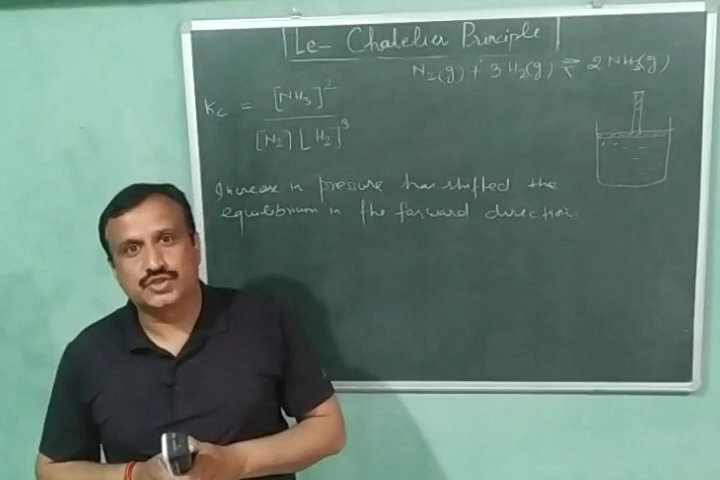 Le- Chatelier Principle
N₂(g) + 3H₂(g) ⇌ 2NH₃(g)
Kc = [NH₃]² / [N₂] [H₂]³
Increase in pressure has shifted the
equilibrium in the forward direction.